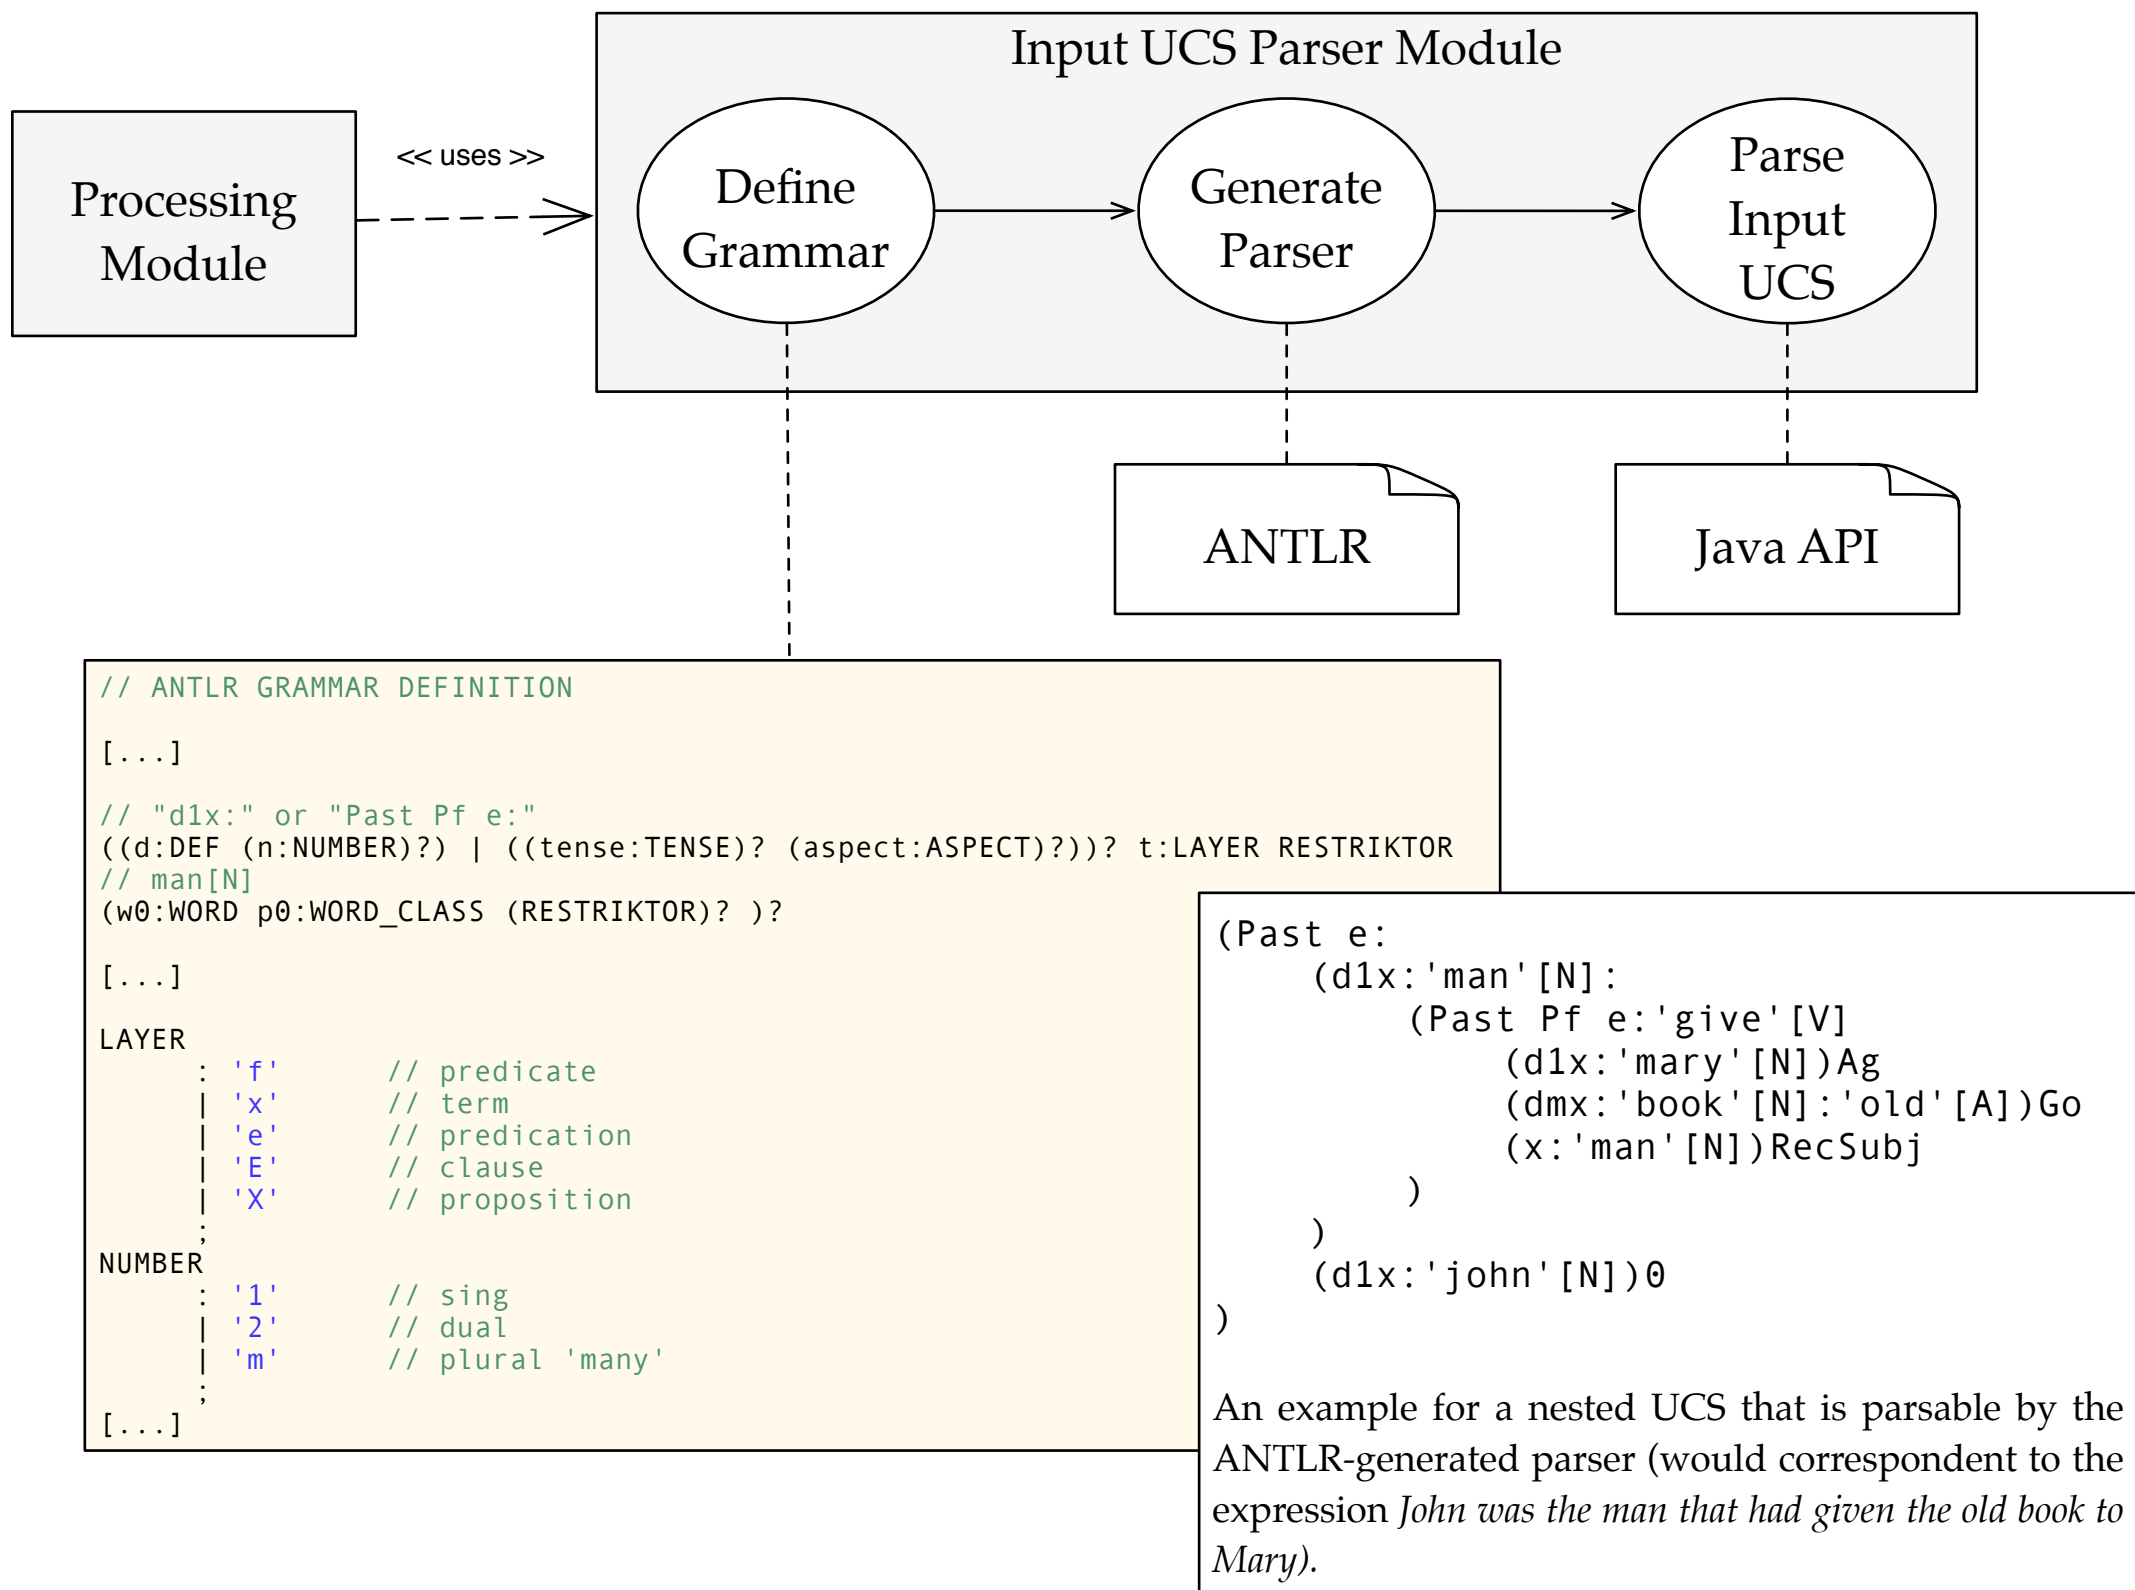 Input UCS Parser Module
Processing
Module
<< uses >>
Define
Grammar
Generate
Parser
Parse
Input
UCS
ANTLR
Java API
// ANTLR GRAMMAR DEFINITION
[...]
// "d1x:" or "Past Pf e:"
((d:DEF (n:NUMBER)?) | ((tense:TENSE)? (aspect:ASPECT)?))? t:LAYER RESTRIKTOR
// man[N]
(w0:WORD p0:WORD_CLASS (RESTRIKTOR)? )?
[...]
LAYER
: 'f' // predicate
| 'x' // term
| 'e' // predication
| 'E' // clause
| 'X' // proposition
;
NUMBER
: '1' // sing
| '2' // dual
| 'm' // plural 'many'
;
[...]
(Past e:
(d1x:'man'[N]:
(Past Pf e:'give'[V]
(d1x:'mary'[N])Ag
(dmx:'book'[N]:'old'[A])Go
(x:'man'[N])RecSubj
)
)
(d1x:'john'[N])0
)
An example for a nested UCS that is parsable by the
ANTLR-generated parser (would correspondent to the
expression John was the man that had given the old book to
Mary).